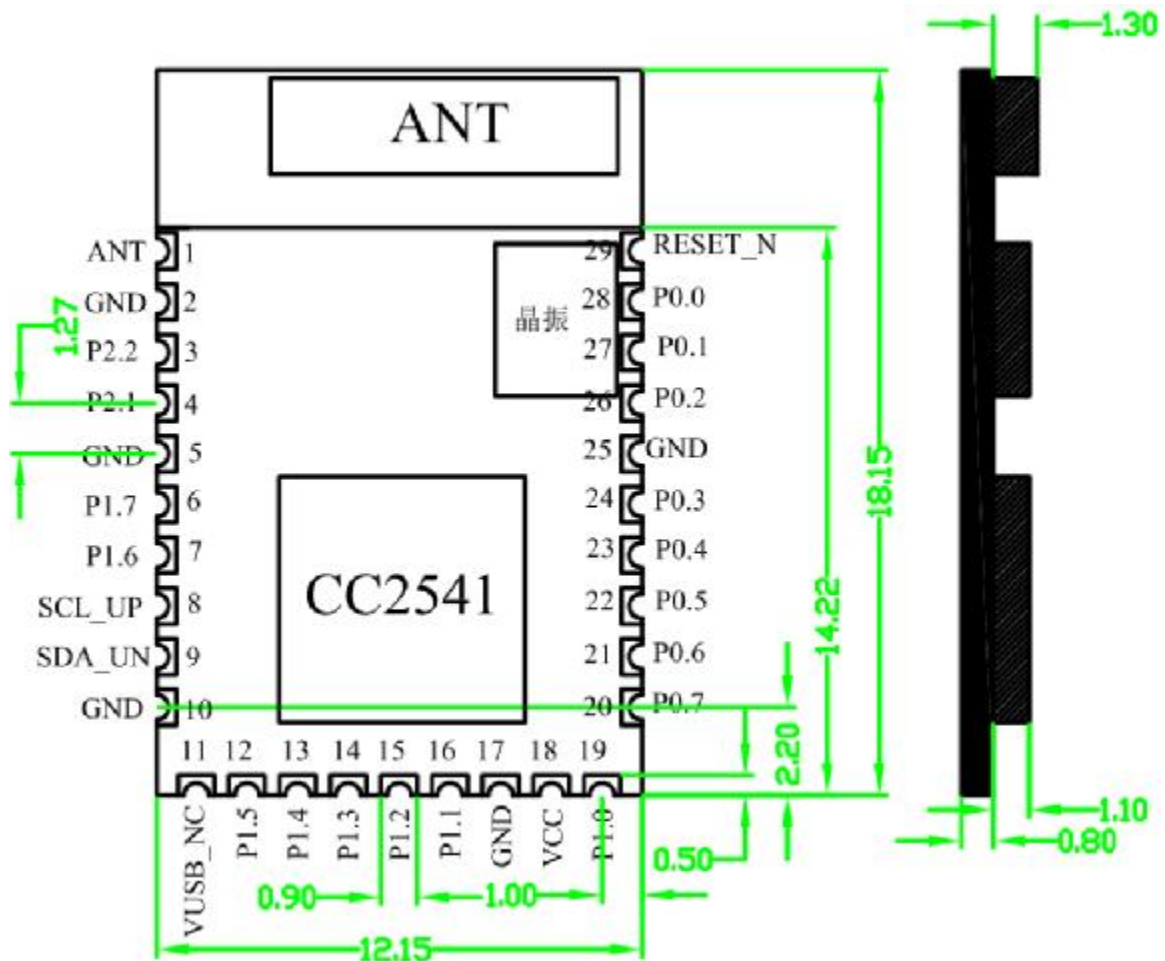 1.30
ANT
ANT 1
29 RESET_N
GND 2
28 P0.0
晶振
1.27
P2.2 3
27 P0.1
P2.1 4
26 P0.2
GND 5
25 GND
18.15
P1.7 6
24 P0.3
P1.6 7
23 P0.4
CC2541
SCL_UP 8
22 P0.5
14.22
SDA_UN 9
21 P0.6
GND 10
20 P0.7
11 12 13 14 15 16 17 18 19
2.20
VUSB_NC P1.5 P1.4 P1.3 P1.2 P1.1 GND VCC P1.0
1.10
0.80
0.50
0.90 1.00
12.15